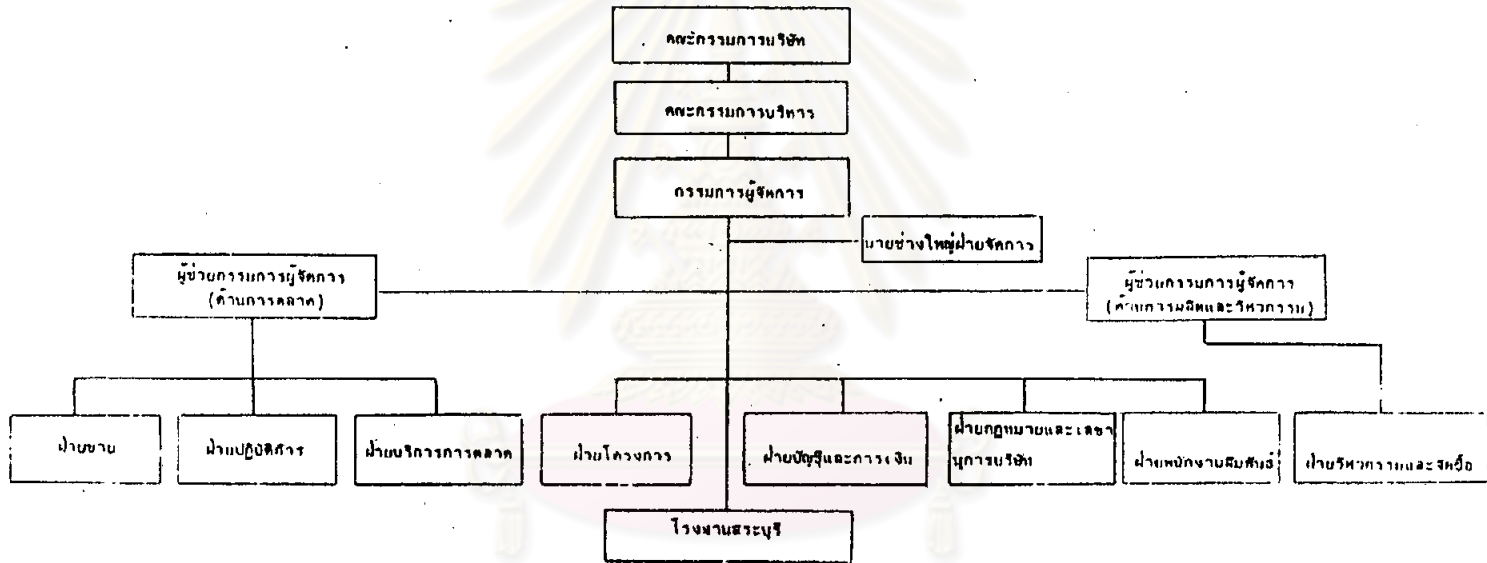 คณะกรรมการบริษัท
คณะกรรมการบริหาร
กรรมการผู้จัดการ
นายช่างใหญ่ฝ่ายจัดการ
ผู้ช่วยกรรมการผู้จัดการ
(ด้านการตลาด)
ผู้ช่วยกรรมการผู้จัดการ
(ด้านการผลิตและวิศวกรรม)
ฝ่ายขาย
ฝ่ายปฏิบัติการ
ฝ่ายบริการการตลาด
ฝ่ายโครงการ
ฝ่ายบัญชีและการเงิน
ฝ่ายกฎหมายและเลขา
นุการบริษัท
ฝ่ายพนักงานสัมพันธ์
ฝ่ายวิศวกรรมและจัดซื้อ
โรงงานสระบุรี